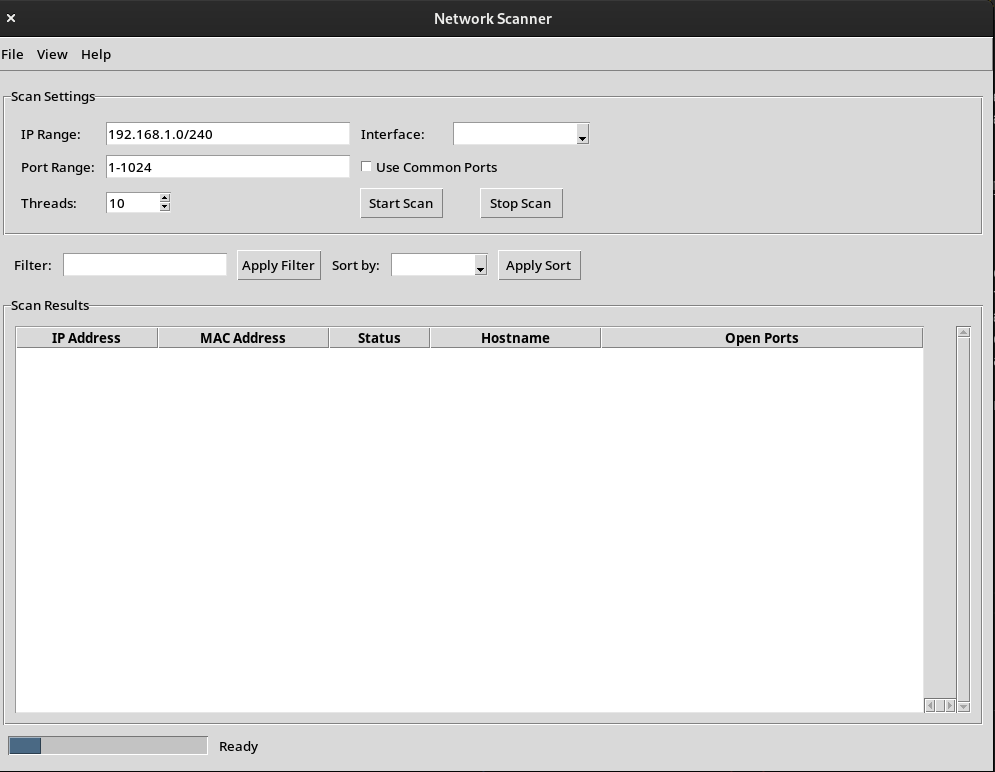 Network Scanner
File View Help
Scan Settings
IP Range: 192.168.1.0/240 Interface:
Port Range: 1-1024 Use Common Ports
Threads: 10 Start Scan Stop Scan
Filter: Apply Filter Sort by: Apply Sort
Scan Results
IP Address MAC Address Status Hostname Open Ports
Ready